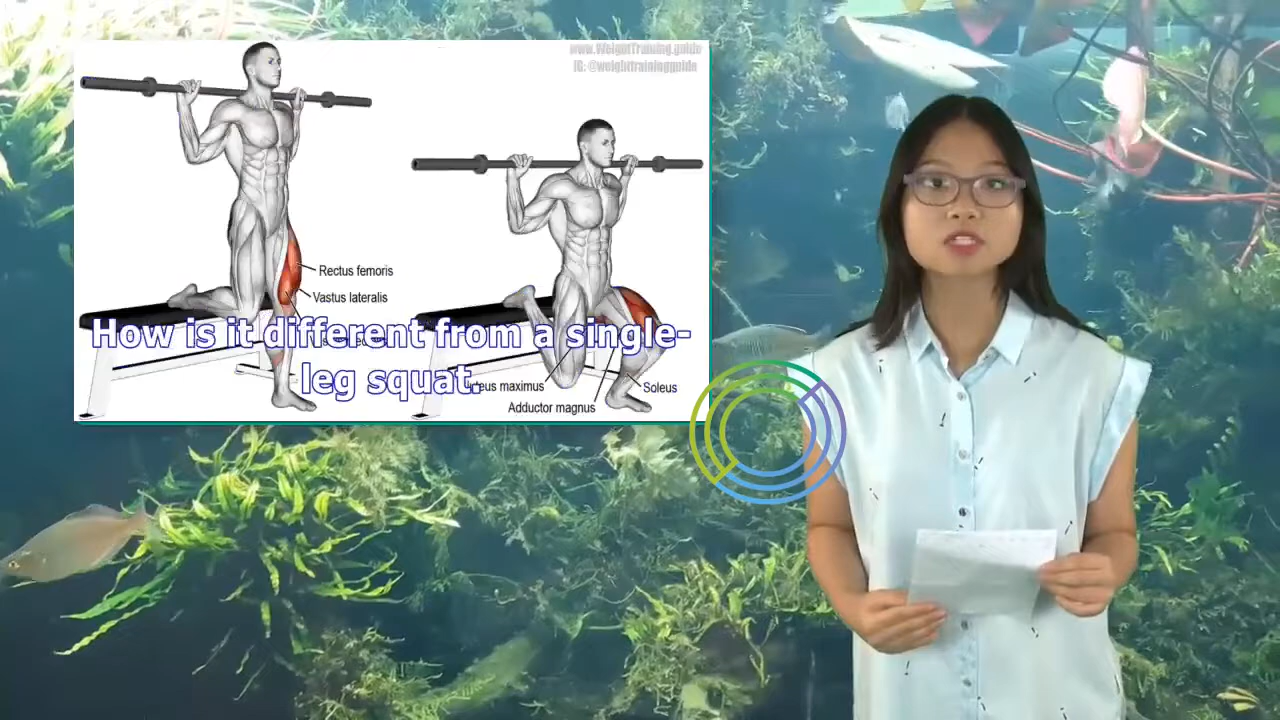 www.WeightTraining.guide
IG: @weighttrainingguide
Rectus femoris
Vastus lateralis
How is it different from a single-
leg squat.
maximus
Soleus
Adductor magnus